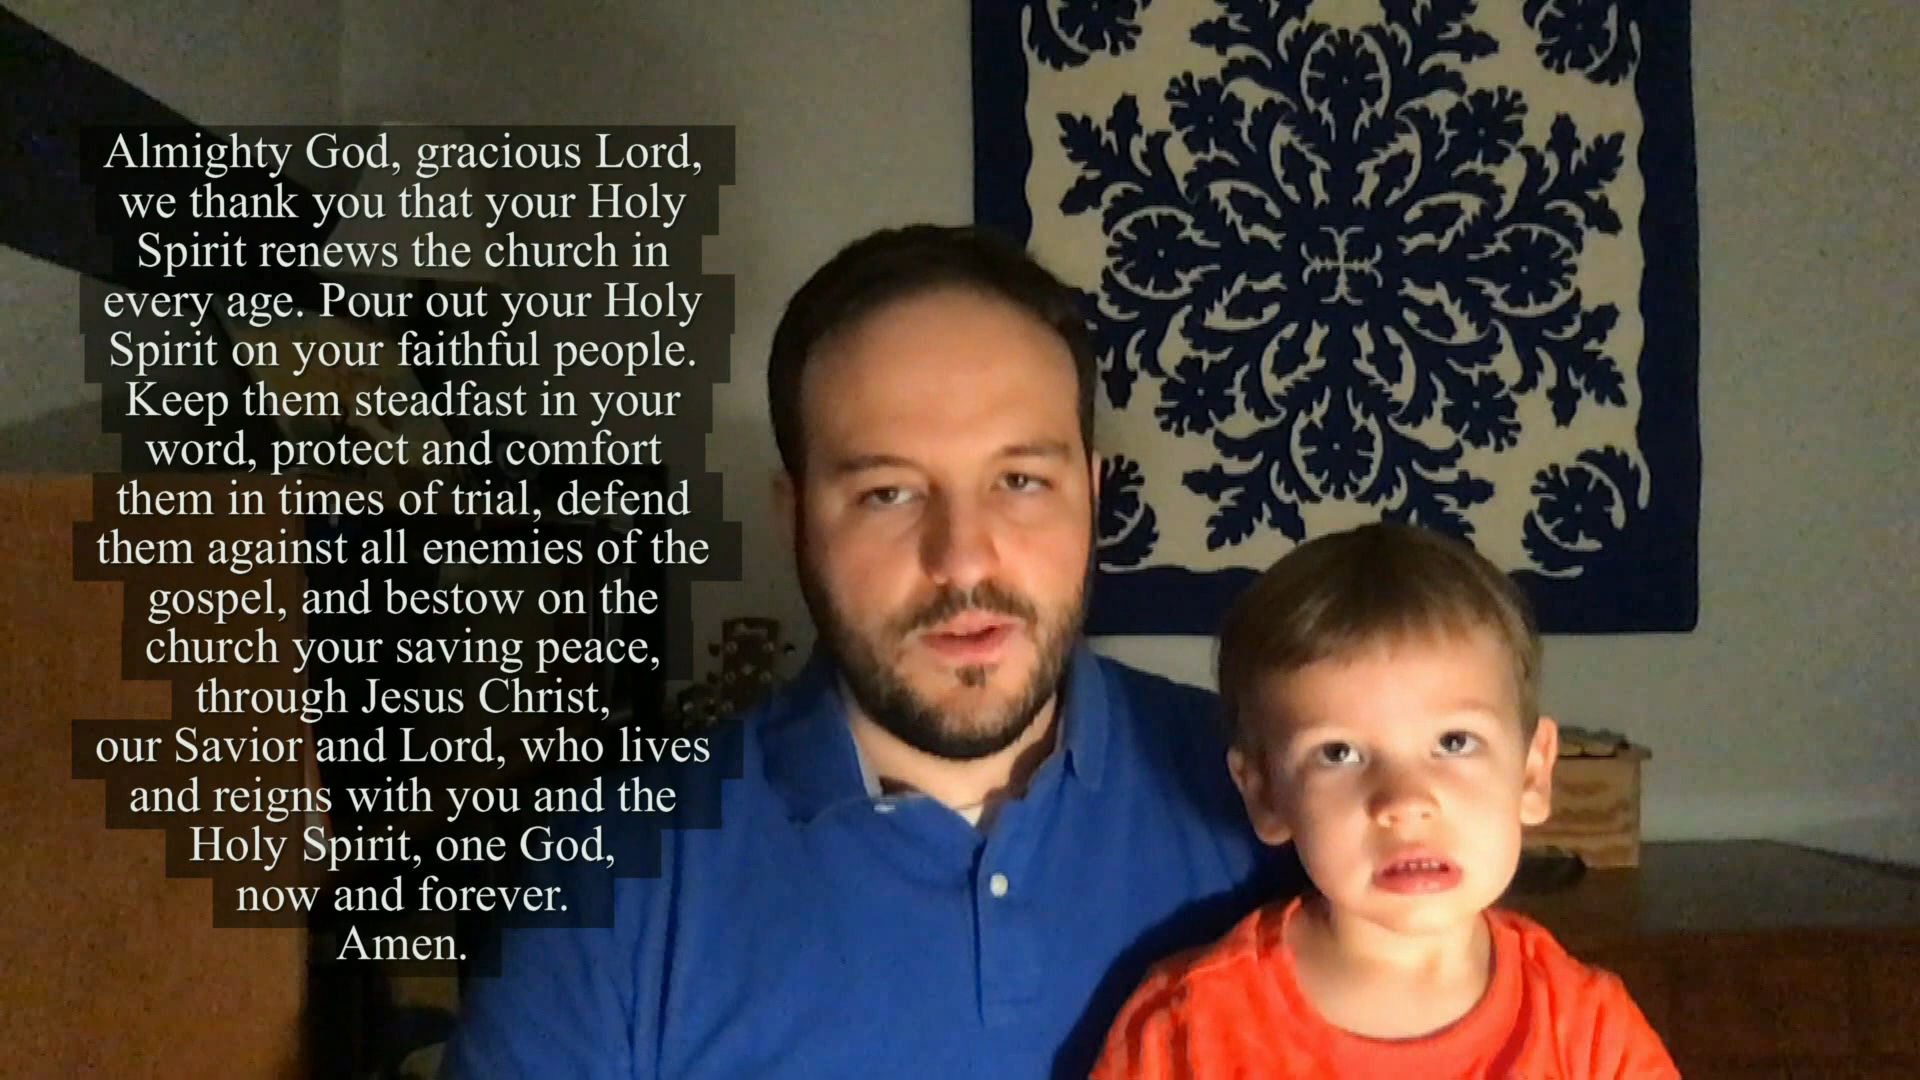 Almighty God, gracious Lord,
we thank you that your Holy
Spirit renews the church in
every age. Pour out your Holy
Spirit on your faithful people.
Keep them steadfast in your
word, protect and comfort
them in times of trial, defend
them against all enemies of the
gospel, and bestow on the
church your saving peace,
through Jesus Christ,
our Savior and Lord, who lives
and reigns with you and the
Holy Spirit, one God,
now and forever.
Amen.